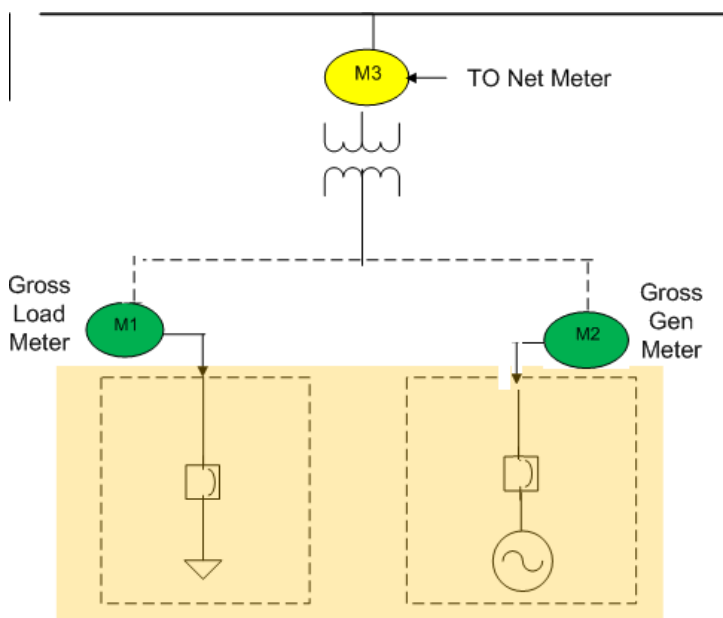 M3
TO Net Meter
Gross
Load
Meter
M1
M2
Gross
Gen
Meter